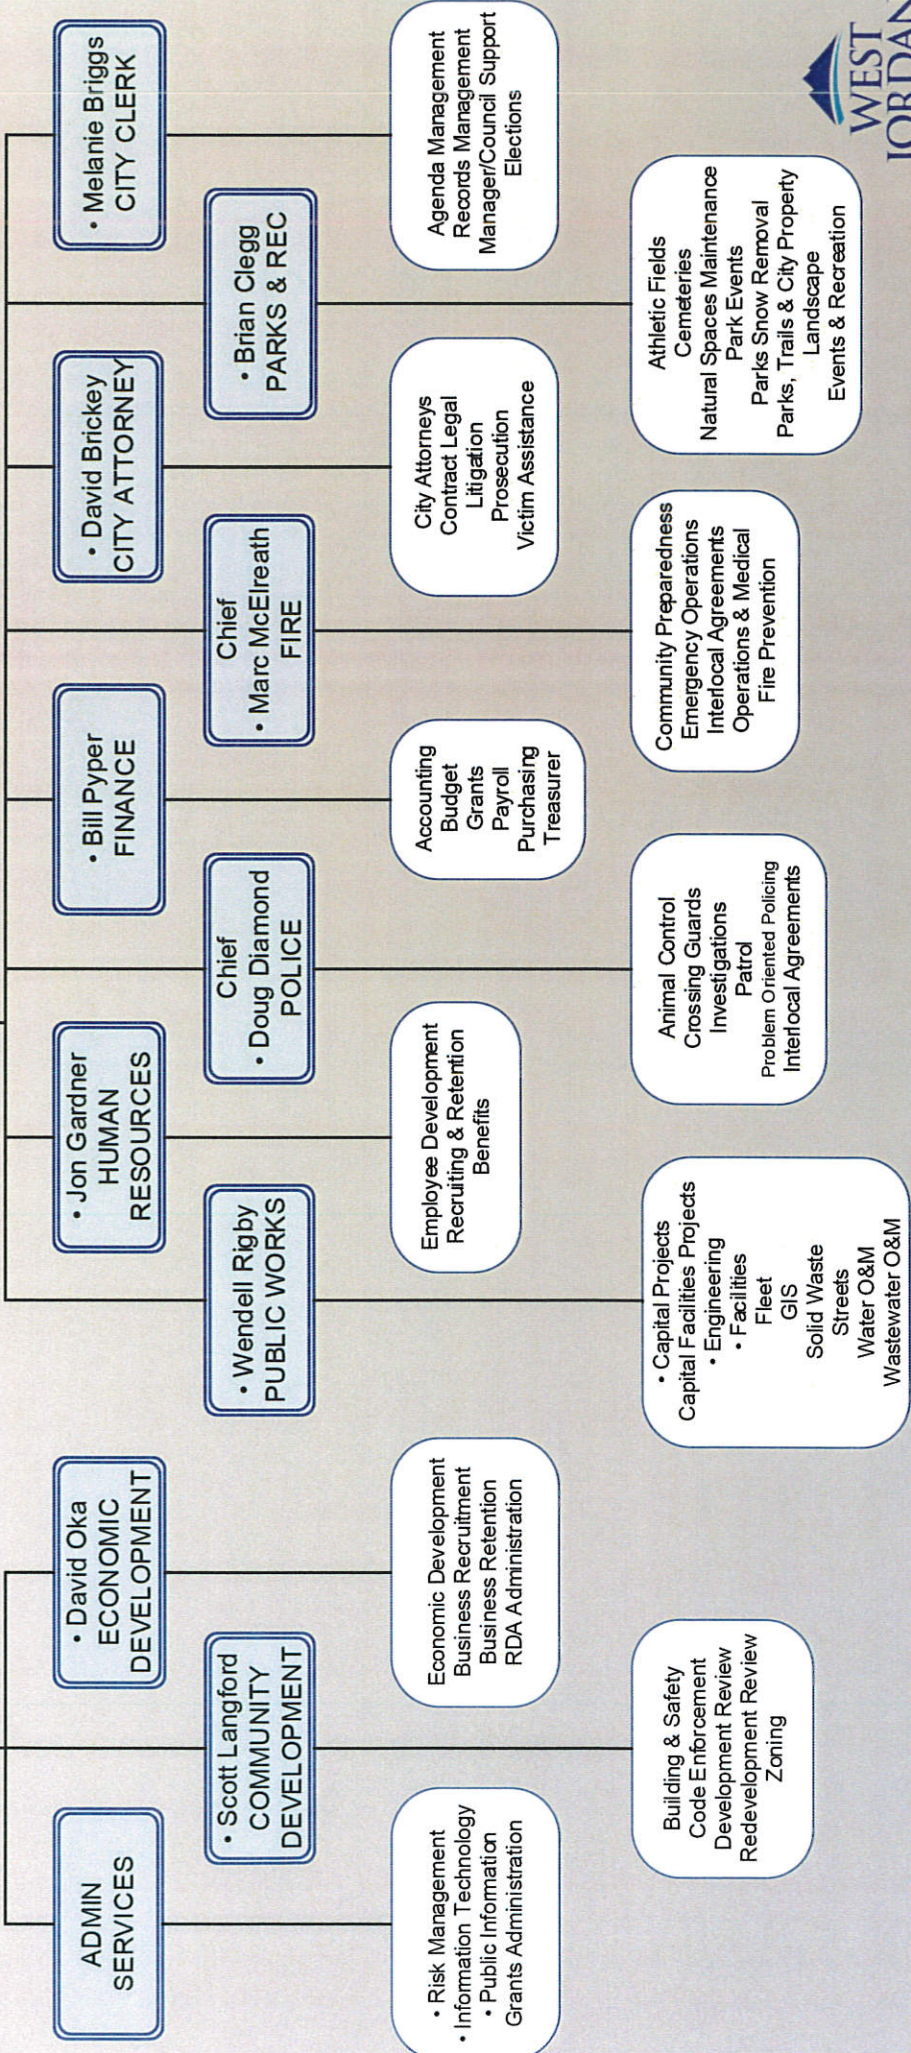 ADMIN
SERVICES
• David Oka
ECONOMIC
DEVELOPMENT
• Jon Gardner
HUMAN
RESOURCES
• Bill Pyper
FINANCE
• David Brickey
CITY ATTORNEY
• Melanie Briggs
CITY CLERK
• Scott Langford
COMMUNITY
DEVELOPMENT
• Wendell Rigby
PUBLIC WORKS
Chief
• Doug Diamond
POLICE
Chief
• Marc McElreath
FIRE
• Brian Clegg
PARKS & REC
• Risk Management
• Information Technology
• Public Information
Grants Administration
Economic Development
Business Recruitment
Business Retention
RDA Administration
Employee Development
Recruiting & Retention
Benefits
Accounting
Budget
Grants
Payroll
Purchasing
Treasurer
City Attorneys
Contract Legal
Litigation
Prosecution
Victim Assistance
Agenda Management
Records Management
Manager/Council Support
Elections
Building & Safety
Code Enforcement
Development Review
Redevelopment Review
Zoning
• Capital Projects
Capital Facilities Projects
• Engineering
• Facilities
Fleet
GIS
Solid Waste
Streets
Water O&M
Wastewater O&M
Animal Control
Crossing Guards
Investigations
Patrol
Problem Oriented Policing
Interlocal Agreements
Community Preparedness
Emergency Operations
Interlocal Agreements
Operations & Medical
Fire Prevention
Athletic Fields
Cemeteries
Natural Spaces Maintenance
Park Events
Parks Snow Removal
Parks, Trails & City Property
Landscape
Events & Recreation
WEST
JORDAN